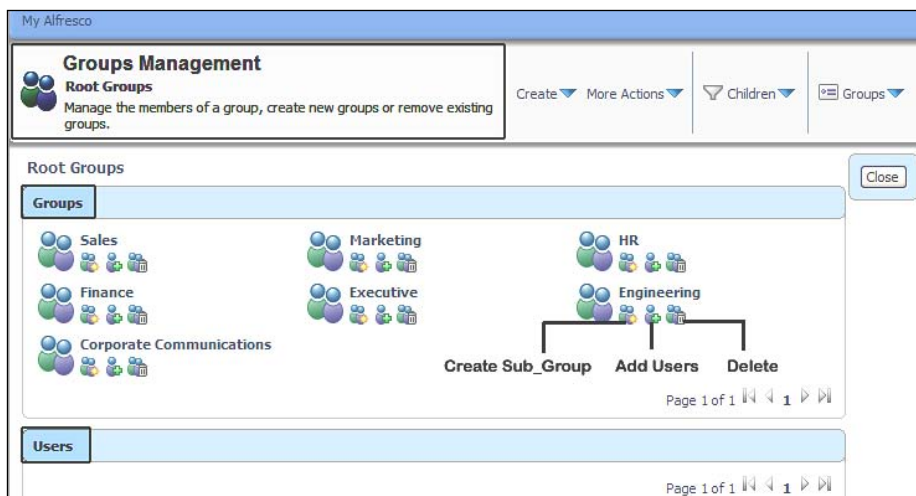 My Alfresco
Groups Management
Root Groups
Manage the members of a group, create new groups or remove existing
groups.
Create More Actions Children Groups
Root Groups
Close
Groups
Sales Marketing HR
Finance Executive Engineering
Corporate Communications
Create Sub_Group Add Users Delete
Page 1 of 1 1
Users
Page 1 of 1 1